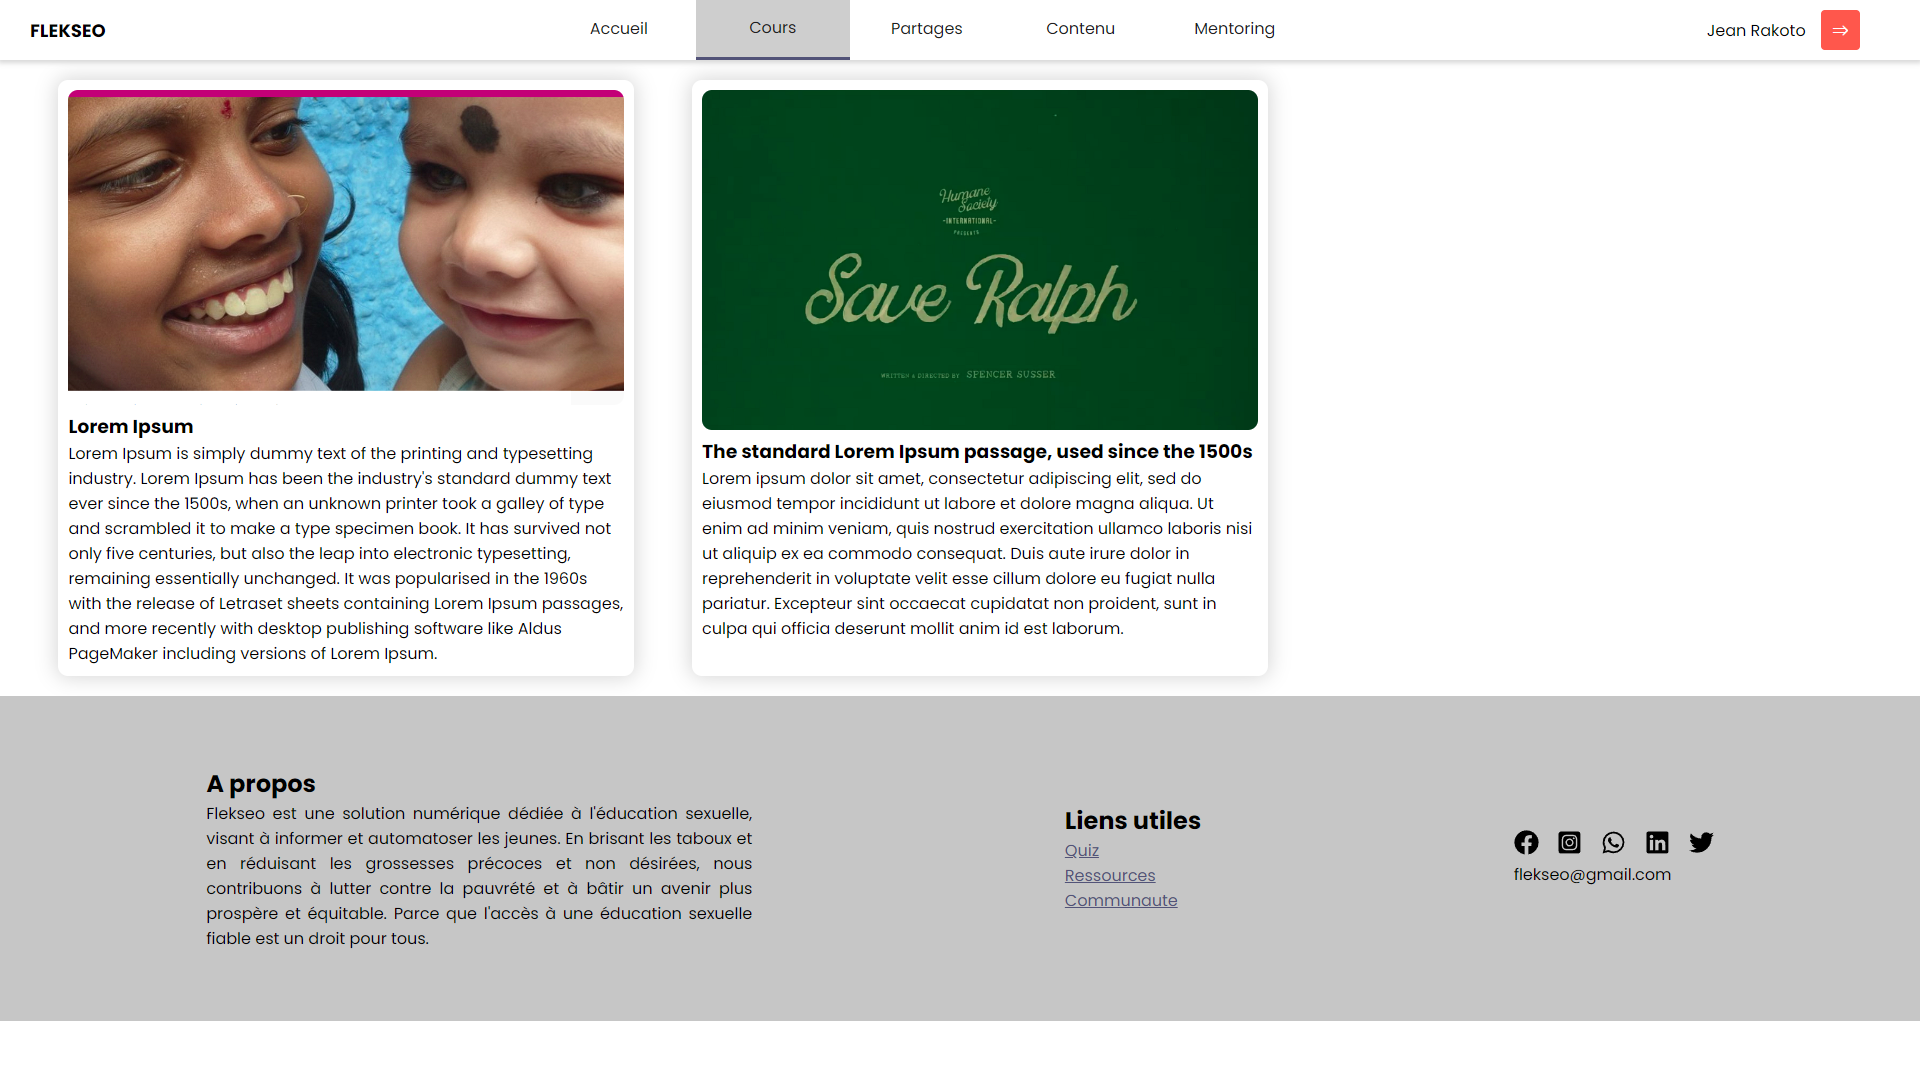 FLEKSEO
Accueil
Cours
Partages
Contenu
Mentoring
Jean Rakoto
Humane
Society
-INTERNATIONAL-
PRESENTS
Save Ralph
WRITTEN & DIRECTED BY SPENCER SUSSER
Lorem Ipsum
Lorem Ipsum is simply dummy text of the printing and typesetting
industry. Lorem Ipsum has been the industry's standard dummy text
ever since the 1500s, when an unknown printer took a galley of type
and scrambled it to make a type specimen book. It has survived not
only five centuries, but also the leap into electronic typesetting,
remaining essentially unchanged. It was popularised in the 1960s
with the release of Letraset sheets containing Lorem Ipsum passages,
and more recently with desktop publishing software like Aldus
PageMaker including versions of Lorem Ipsum.
The standard Lorem Ipsum passage, used since the 1500s
Lorem ipsum dolor sit amet, consectetur adipiscing elit, sed do
eiusmod tempor incididunt ut labore et dolore magna aliqua. Ut
enim ad minim veniam, quis nostrud exercitation ullamco laboris nisi
ut aliquip ex ea commodo consequat. Duis aute irure dolor in
reprehenderit in voluptate velit esse cillum dolore eu fugiat nulla
pariatur. Excepteur sint occaecat cupidatat non proident, sunt in
culpa qui officia deserunt mollit anim id est laborum.
A propos
Flekseo est une solution numérique dédiée à l'éducation sexuelle,
visant à informer et automatoser les jeunes. En brisant les taboux et
en réduisant les grossesses précoces et non désirées, nous
contribuons à lutter contre la pauvrété et à bâtir un avenir plus
prospère et équitable. Parce que l'accès à une éducation sexuelle
fiable est un droit pour tous.
Liens utiles
Quiz
Ressources
Communaute
flekseo@gmail.com